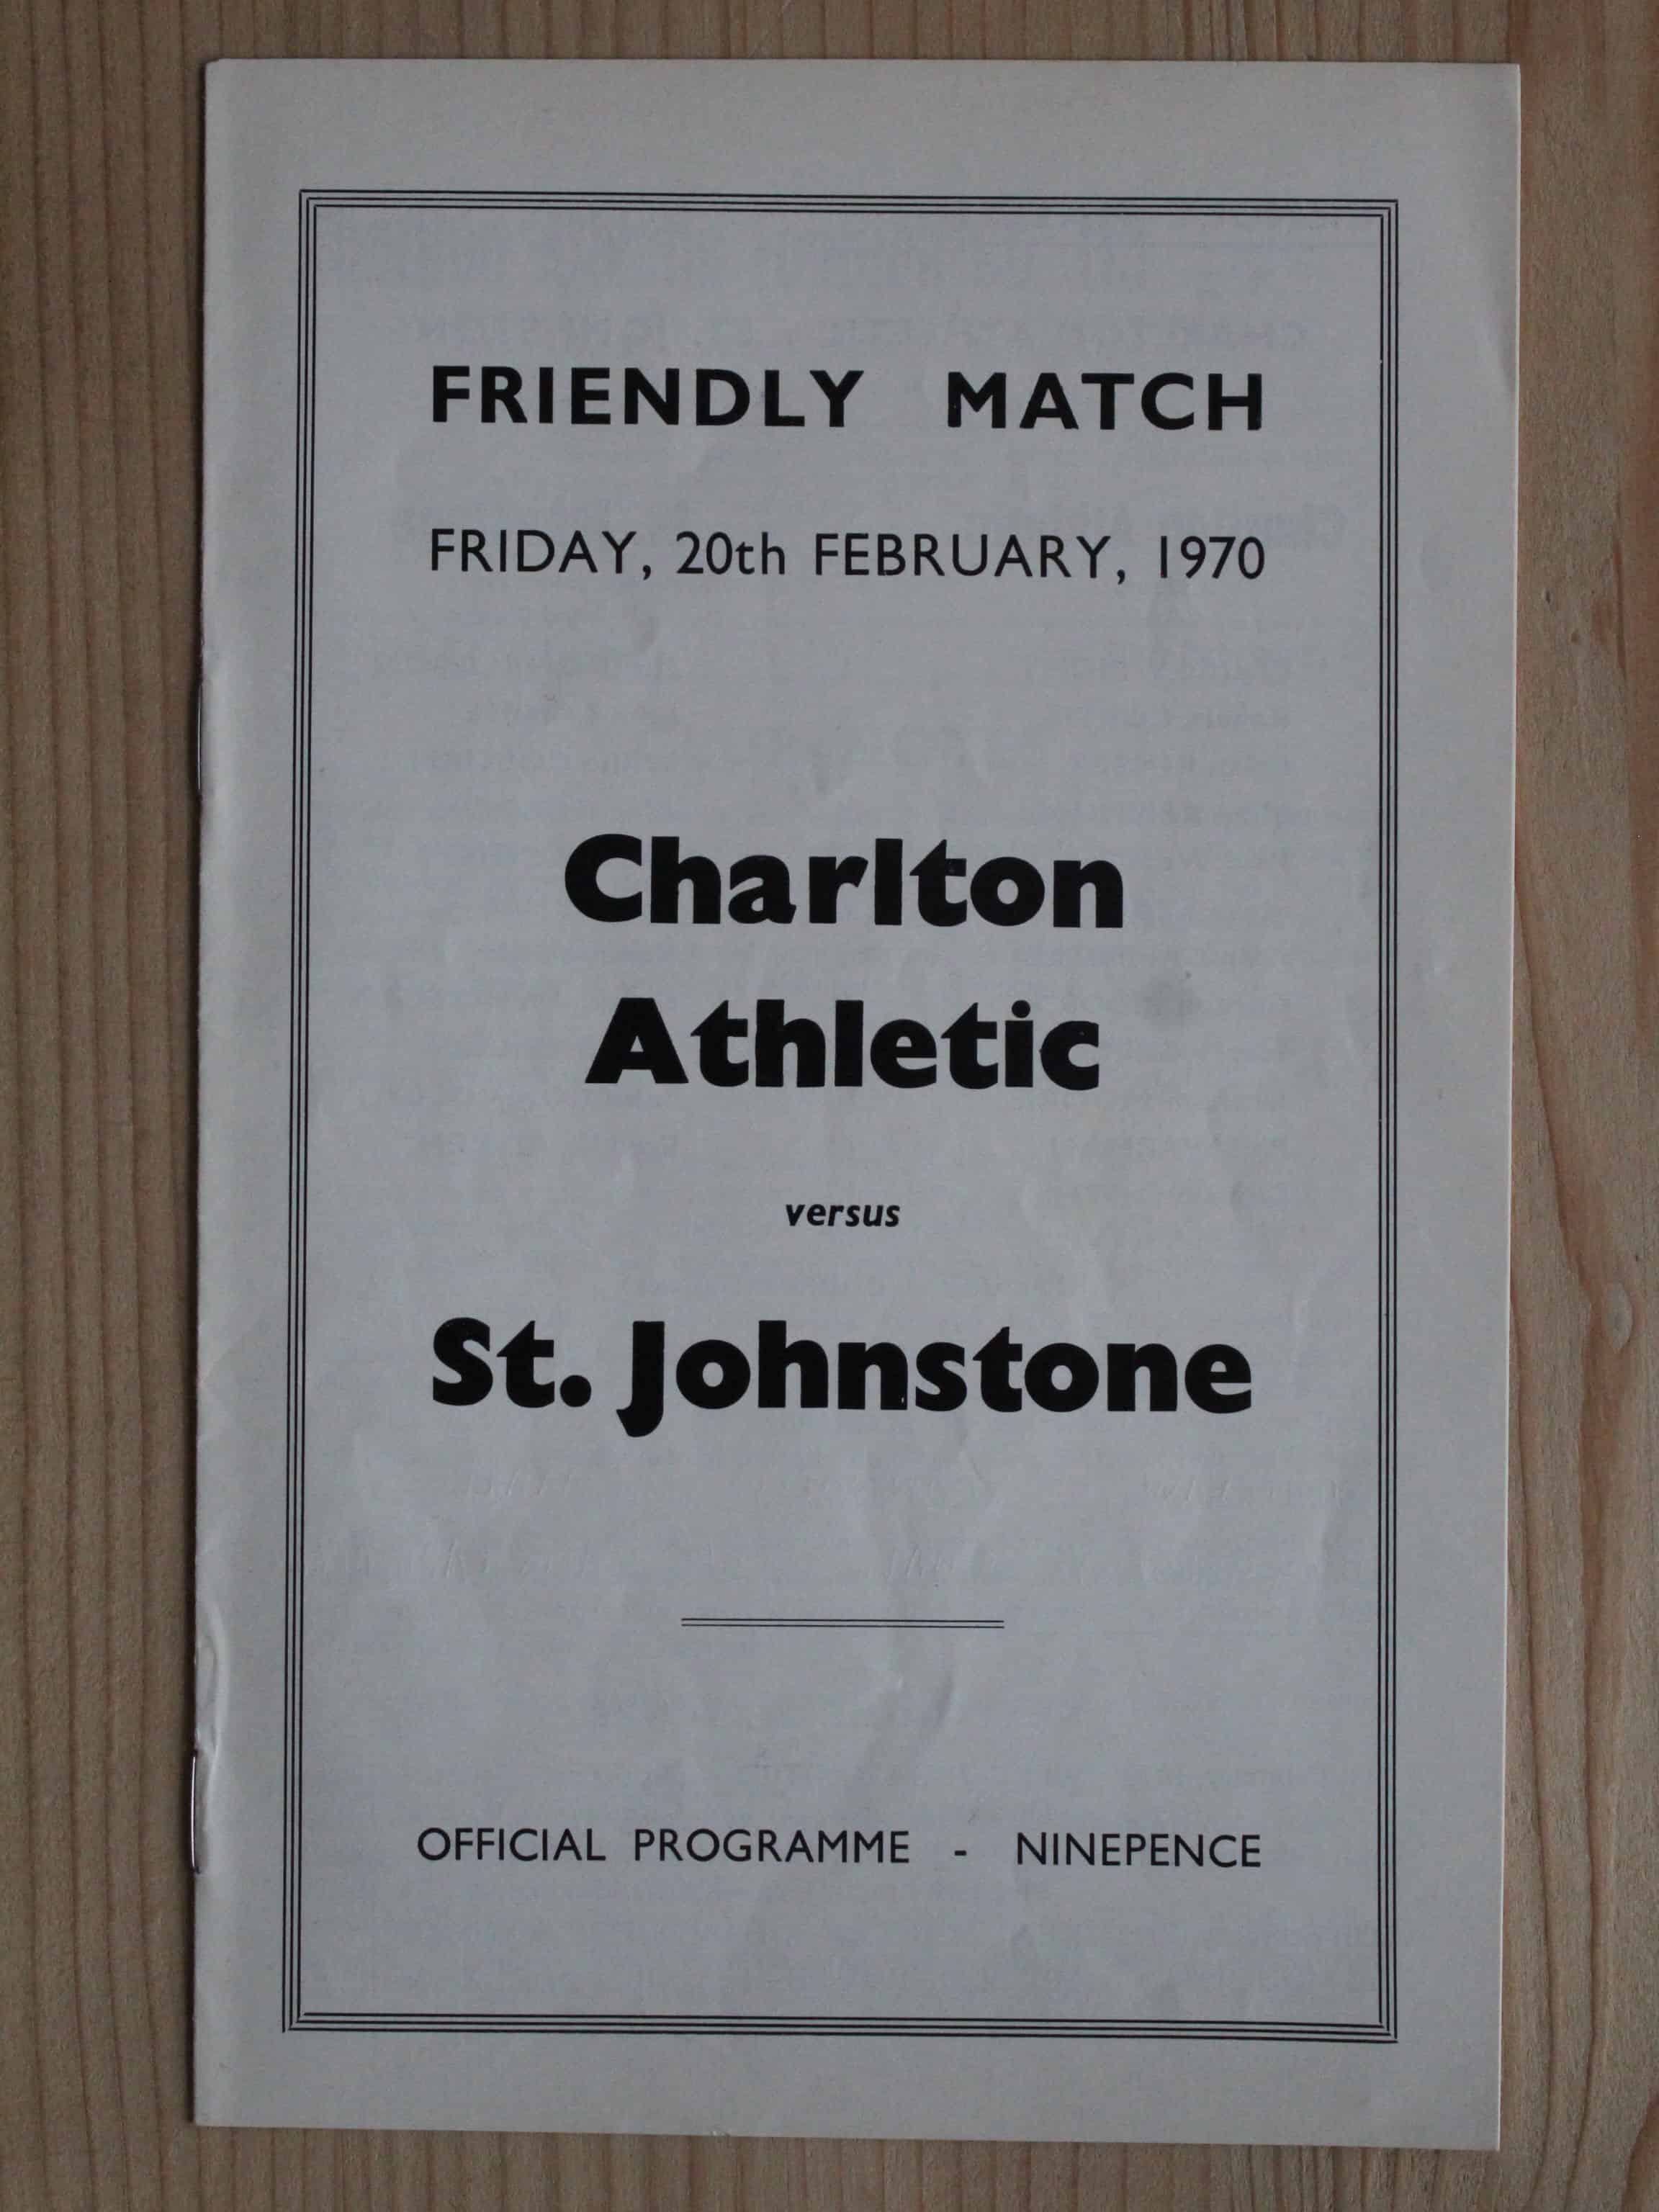 FRIENDLY MATCH
FRIDAY, 20th FEBRUARY, 1970
Charlton
Athletic
versus
St. Johnstone
OFFICIAL PROGRAMME - NINEPENCE